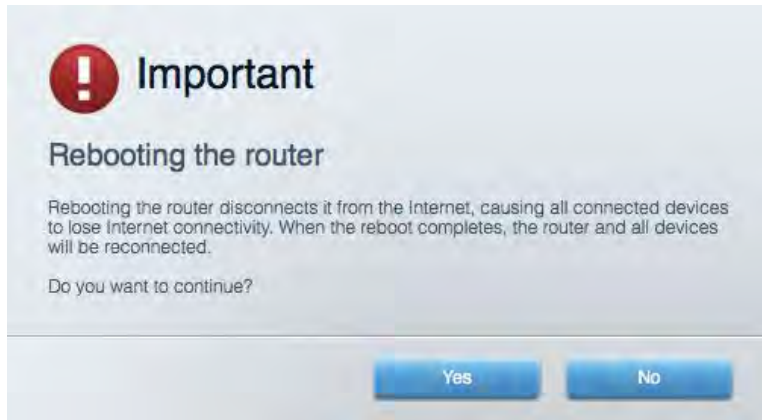 Important
Rebooting the router
Rebooting the router disconnects it from the Internet, causing all connected devices
to lose Internet connectivity. When the reboot completes, the router and all devices
will be reconnected.
Do you want to continue?
Yes
No